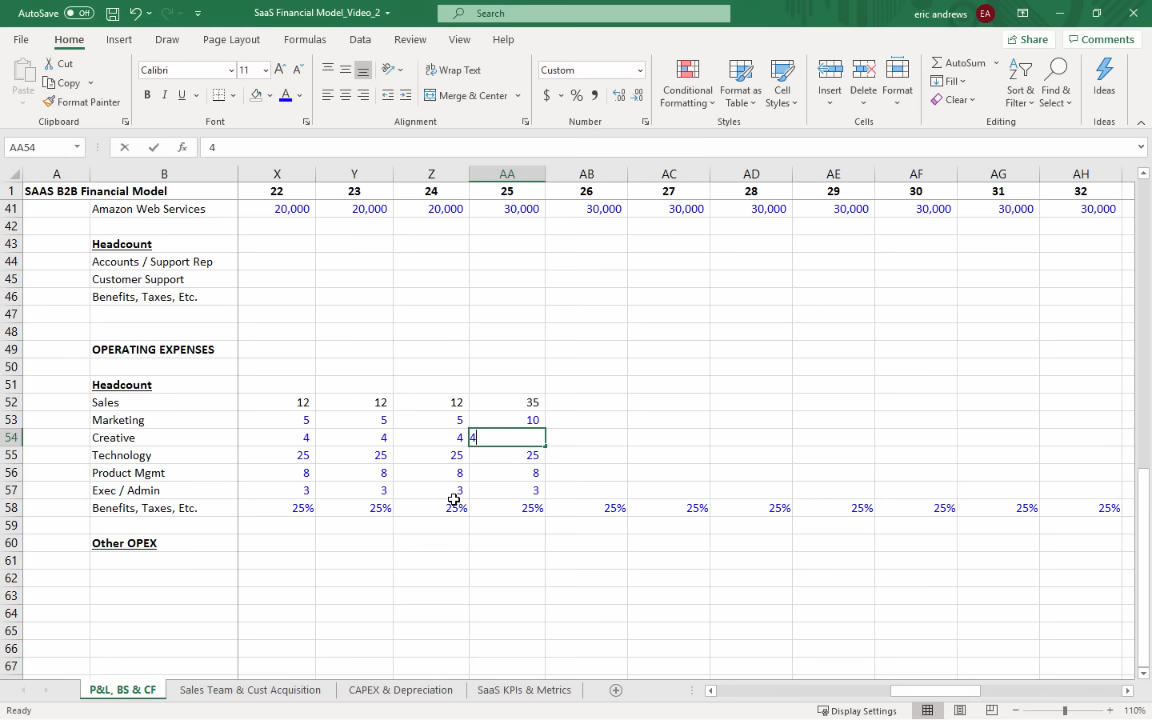 AutoSave Off SaaS Financial Model_Video_2 Search eric andrews EA
File Home Insert Draw Page Layout Formulas Data Review View Help Share Comments
Paste Cut Copy Format Painter Clipboard
Calibri 11 B I U Font
Wrap Text Merge & Center Alignment
Custom $ % , Number
Conditional Formatting Format as Table Cell Styles Styles
Insert Delete Format Cells
AutoSum Fill Clear Sort & Filter Find & Select Editing
Ideas Ideas
AA54 fx 4
A B X Y Z AA AB AC AD AE AF AG AH
1 SAAS B2B Financial Model 22 23 24 25 26 27 28 29 30 31 32
41 Amazon Web Services 20,000 20,000 20,000 30,000 30,000 30,000 30,000 30,000 30,000 30,000 30,000
42
43 Headcount
44 Accounts / Support Rep
45 Customer Support
46 Benefits, Taxes, Etc.
47
48
49 OPERATING EXPENSES
50
51 Headcount
52 Sales 12 12 12 35
53 Marketing 5 5 5 10
54 Creative 4 4 4 4
55 Technology 25 25 25 25
56 Product Mgmt 8 8 8 8
57 Exec / Admin 3 3 3 3
58 Benefits, Taxes, Etc. 25% 25% 25% 25% 25% 25% 25% 25% 25% 25% 25%
59
60 Other OPEX
61
62
63
64
65
66
67
P&L, BS & CF Sales Team & Cust Acquisition CAPEX & Depreciation SaaS KPIs & Metrics
Ready Display Settings 110%